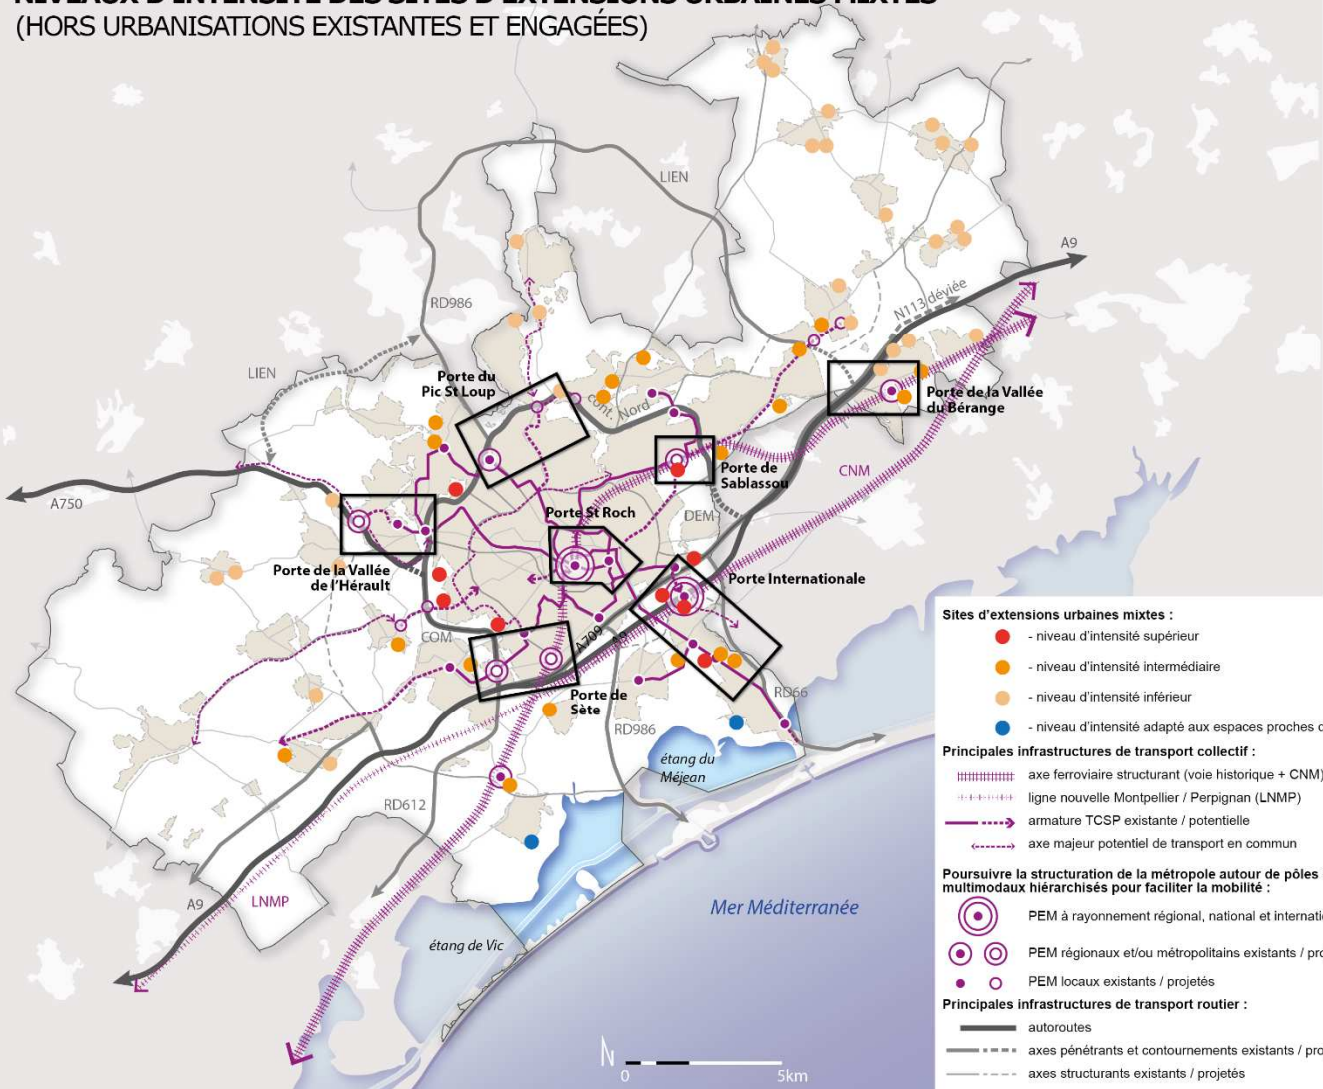 NIVEAUX D'INTENSITÉ DES SITES D'EXTENSIONS URBAINES MIXTES
(HORS URBANISATIONS EXISTANTES ET ENGAGÉES)
LIEN
A9
RD986
N113 déviée
LIEN
Porte du
Pic St Loup
cont. Nord
Porte de la Vallée
du Bérange
Porte de
Sablassou
CNM
A750
Porte St Roch
DEM
Porte de la Vallée
de l'Hérault
Porte Internationale
COM
A709
A9
RD66
Porte de
Sète
RD986
étang du
Méjean
RD612
A9
LNMP
étang de Vic
Mer Méditerranée
N
0
5km
Sites d'extensions urbaines mixtes :
- niveau d'intensité supérieur
- niveau d'intensité intermédiaire
- niveau d'intensité inférieur
- niveau d'intensité adapté aux espaces proches
Principales infrastructures de transport collectif :
axe ferroviaire structurant (voie historique + CNM)
ligne nouvelle Montpellier / Perpignan (LNMP)
armature TCSP existante / potentielle
axe majeur potentiel de transport en commun
Poursuivre la structuration de la métropole autour de pôles
multimodaux hiérarchisés pour faciliter la mobilité :
PEM à rayonnement régional, national et internati
PEM régionaux et/ou métropolitains existants / pro
PEM locaux existants / projetés
Principales infrastructures de transport routier :
autoroutes
axes pénétrants et contournements existants / pro
axes structurants existants / projetés